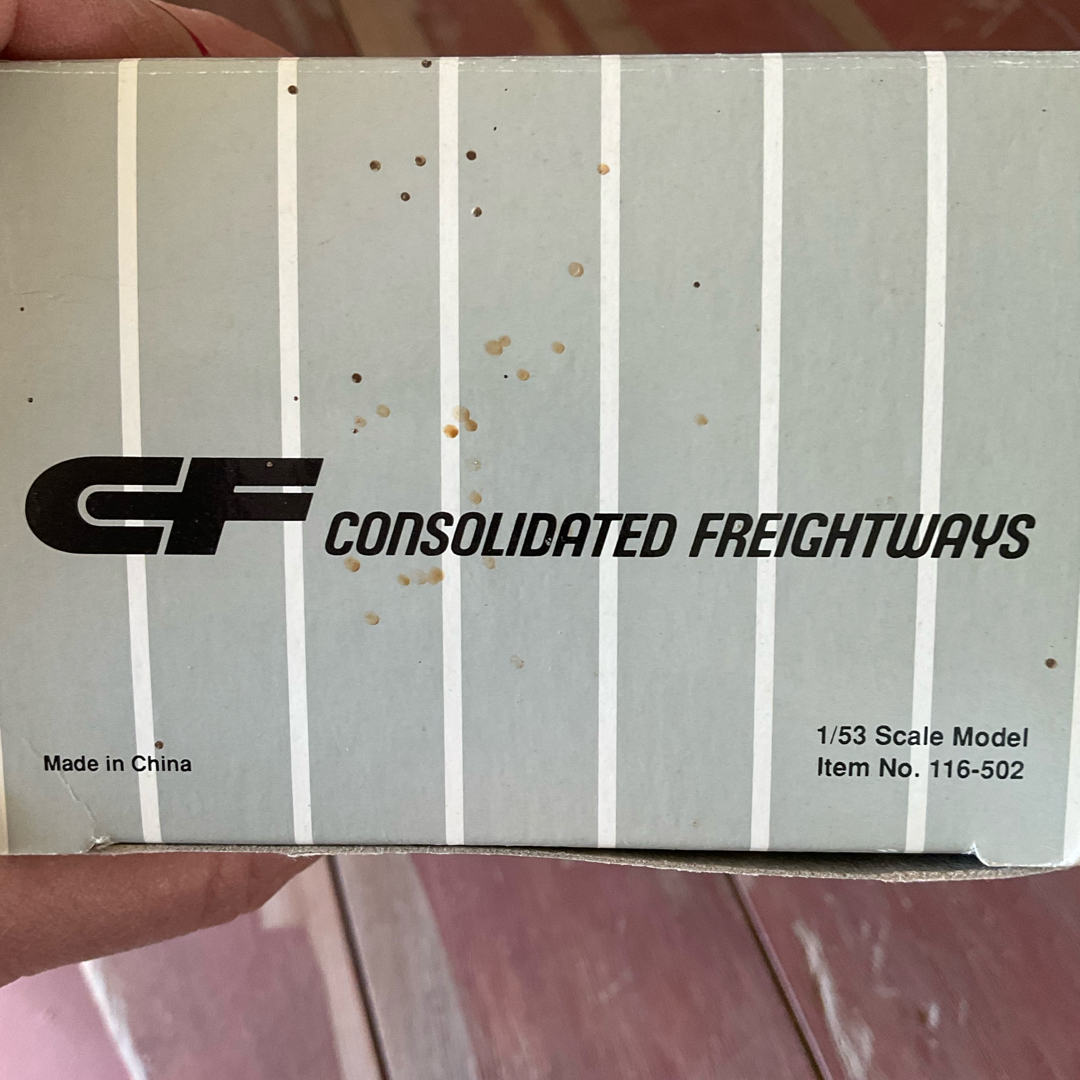 CF CONSOLIDATED FREIGHTWAYS
1/53 Scale Model
Made in China
Item No. 116-502